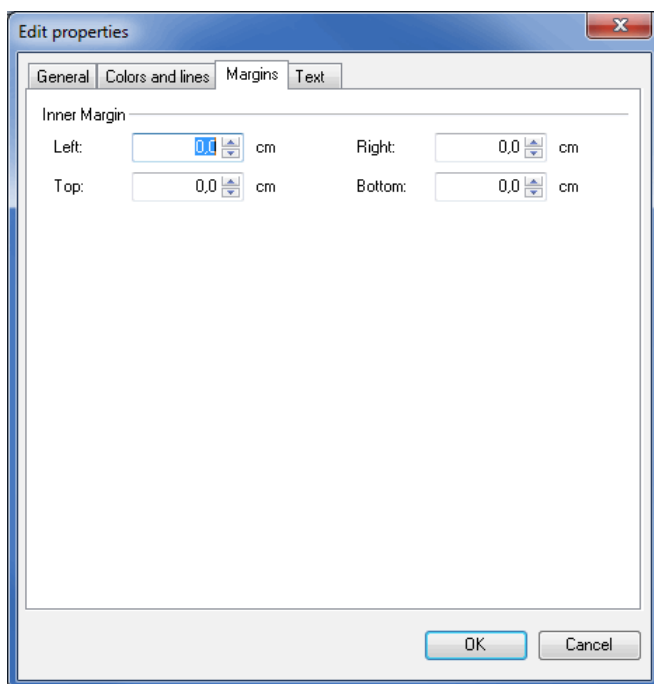 Edit properties
General Colors and lines Margins Text
Inner Margin
Left: 0,0 cm Right: 0,0 cm
Top: 0,0 cm Bottom: 0,0 cm
OK Cancel